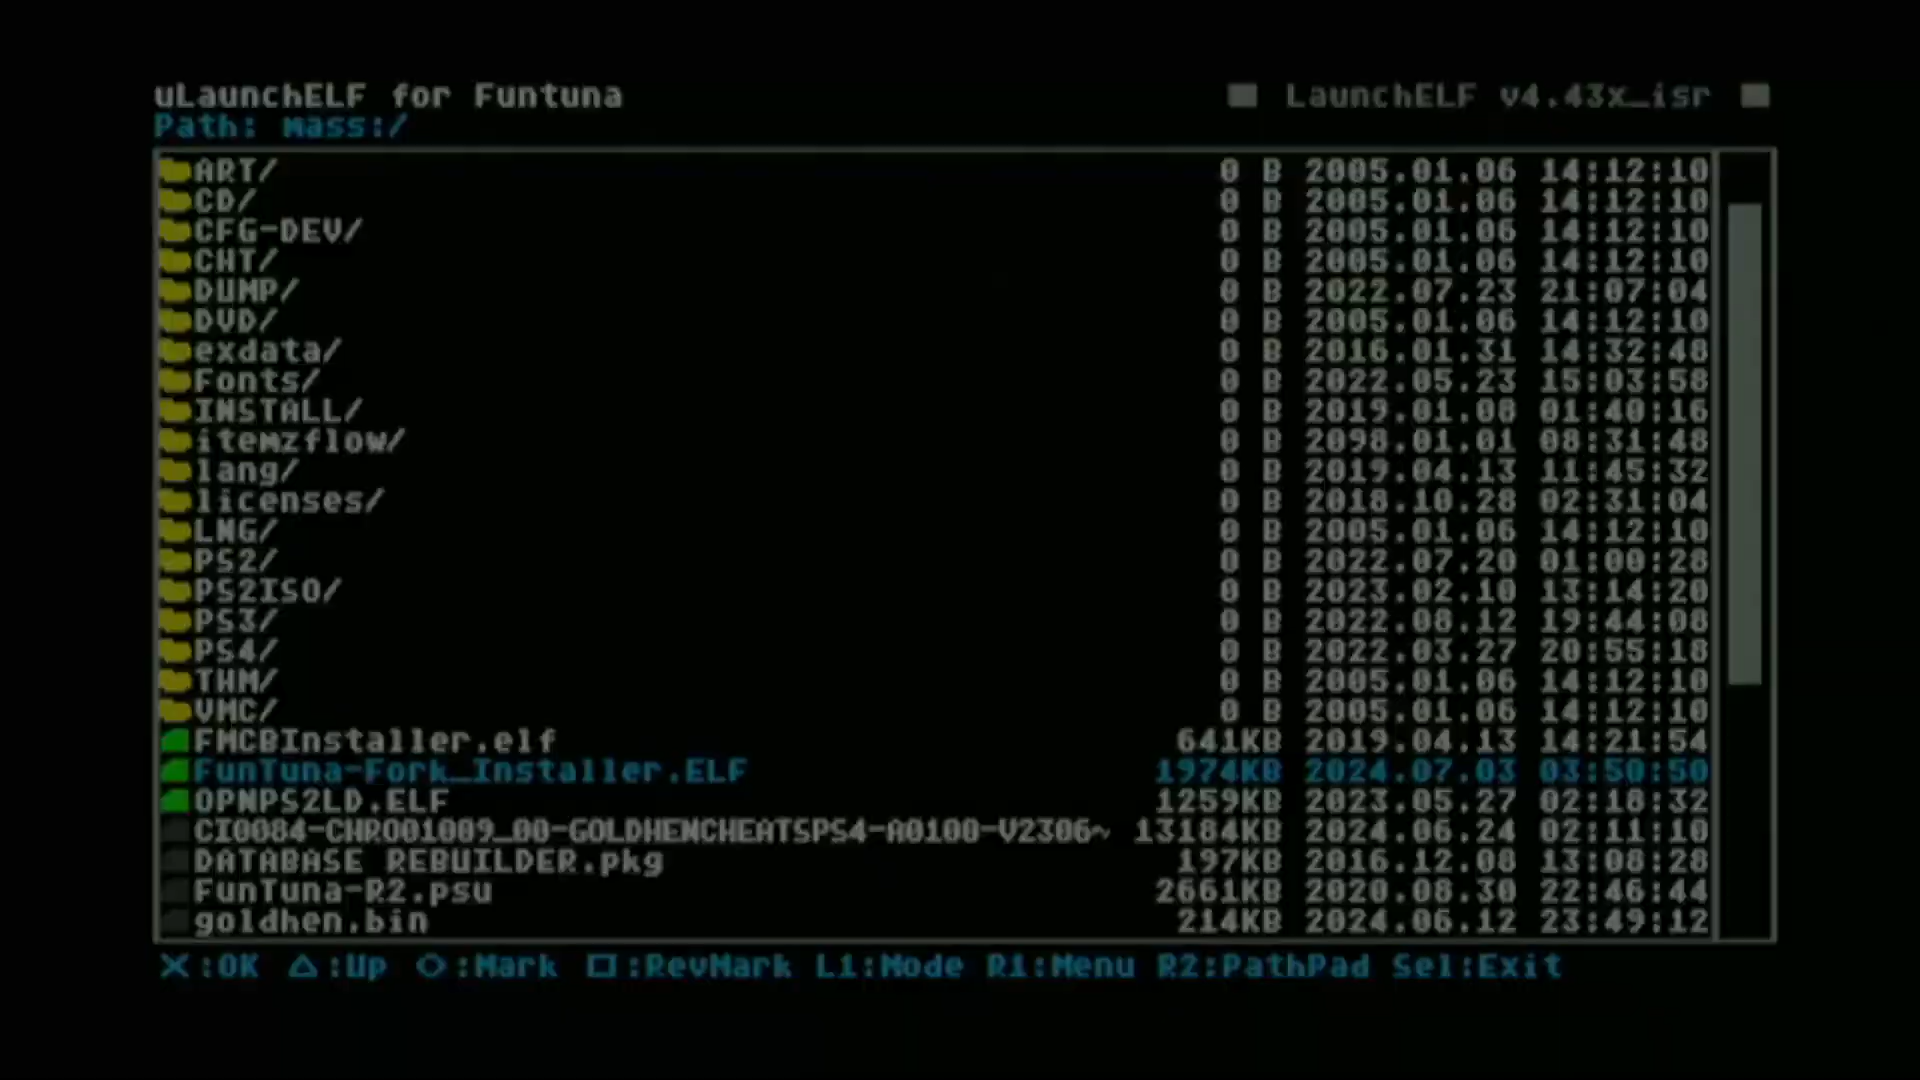 uLaunchELF for Funtuna ■ LaunchELF v4.43x_isr ■
Path: mass:/
ART/ 0 B 2005.01.06 14:12:10
CD/ 0 B 2005.01.06 14:12:10
CFG-DEV/ 0 B 2005.01.06 14:12:10
CHT/ 0 B 2005.01.06 14:12:10
DUMP/ 0 B 2022.07.23 21:07:04
DVD/ 0 B 2005.01.06 14:12:10
exdata/ 0 B 2016.01.31 14:32:48
Fonts/ 0 B 2022.05.23 15:03:58
INSTALL/ 0 B 2019.01.08 01:40:16
itemzflow/ 0 B 2098.01.01 08:31:48
lang/ 0 B 2019.04.13 11:45:32
licenses/ 0 B 2018.10.28 02:31:04
LNG/ 0 B 2005.01.06 14:12:10
PS2/ 0 B 2022.07.20 01:00:28
PS2ISO/ 0 B 2023.02.10 13:14:20
PS3/ 0 B 2022.08.12 19:44:08
PS4/ 0 B 2022.03.27 20:55:18
THM/ 0 B 2005.01.06 14:12:10
VMC/ 0 B 2005.01.06 14:12:10
FMCBInstaller.elf 641KB 2019.04.13 14:21:54
FunTuna-Fork_Installer.ELF 1974KB 2024.07.03 03:50:50
OPNPS2LD.ELF 1259KB 2023.05.27 02:18:32
CI0084-CHRO01009_00-GOLDHENCHEATSPS4-A0100-V2306~ 13184KB 2024.06.24 02:11:10
DATABASE REBUILDER.pkg 197KB 2016.12.08 13:08:28
FunTuna-R2.psu 2661KB 2020.08.30 22:46:44
goldhen.bin 214KB 2024.06.12 23:49:12
✕:OK △:Up ○:Mark □:RevMark L1:Mode R1:Menu R2:PathPad Sel:Exit